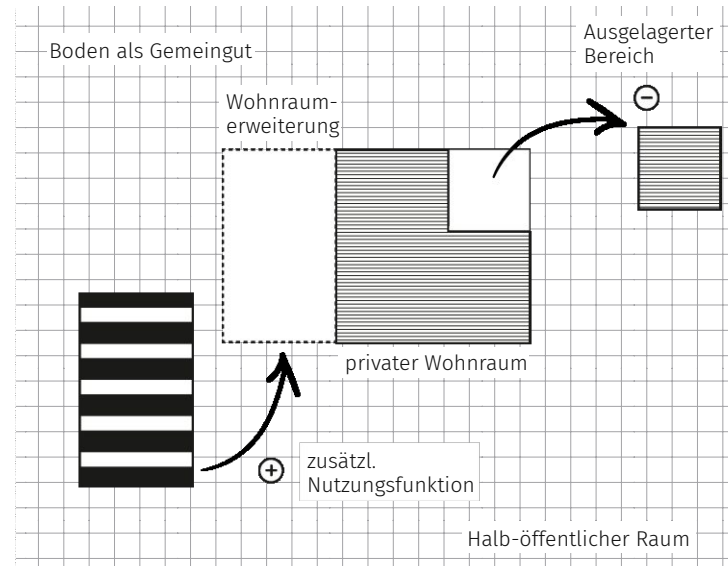 Ausgelagerter
Bereich
Boden als Gemeingut
Wohnraum-
erweiterung
privater Wohnraum
zusätzl.
Nutzungsfunktion
Halb-öffentlicher Raum